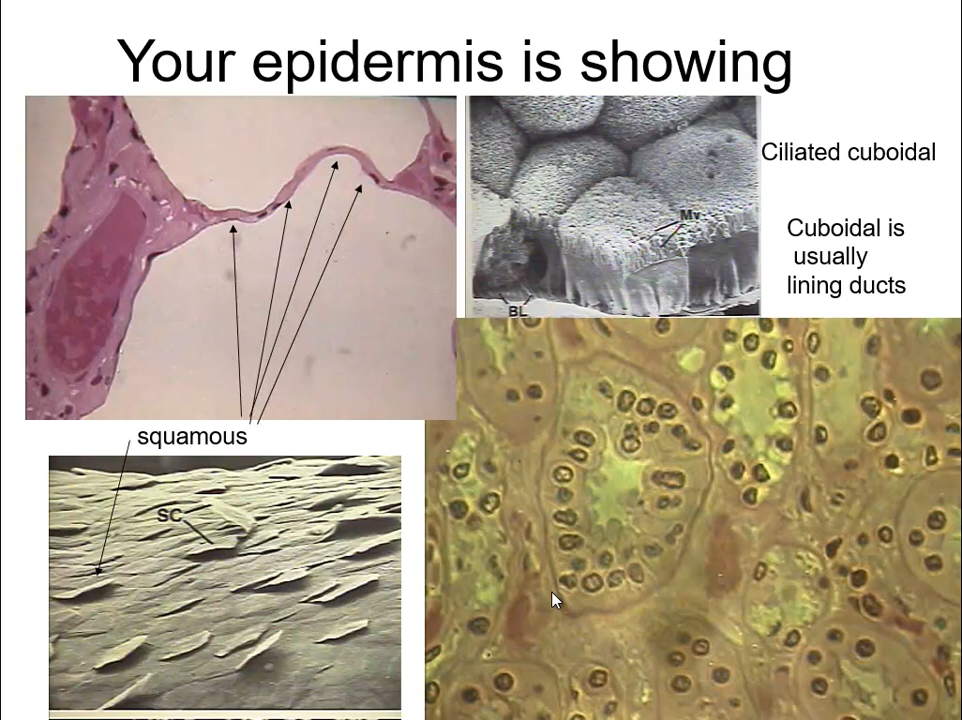 Your epidermis is showing
Ciliated cuboidal
Mv
Cuboidal is
usually
lining ducts
BL
squamous
SC